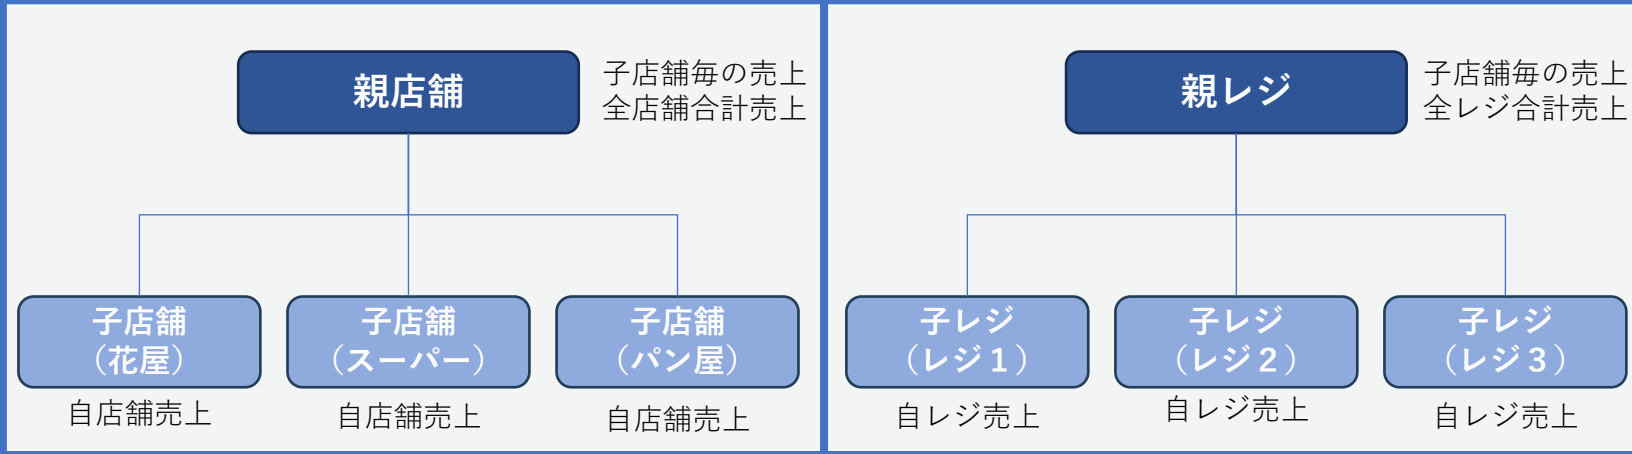 親店舗
子店舗毎の売上
全店舗合計売上
子店舗
（花屋）
自店舗売上
子店舗
（スーパー）
自店舗売上
子店舗
（パン屋）
自店舗売上
親レジ
子店舗毎の売上
全レジ合計売上
子レジ
（レジ１）
自レジ売上
子レジ
（レジ２）
自レジ売上
子レジ
（レジ３）
自レジ売上